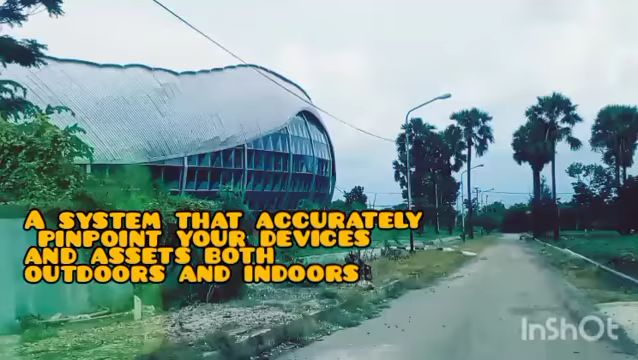 A SYSTEM THAT ACCURATELY
PINPOINT YOUR DEVICES
AND ASSETS BOTH
OUTDOORS AND INDOORS
InShOt